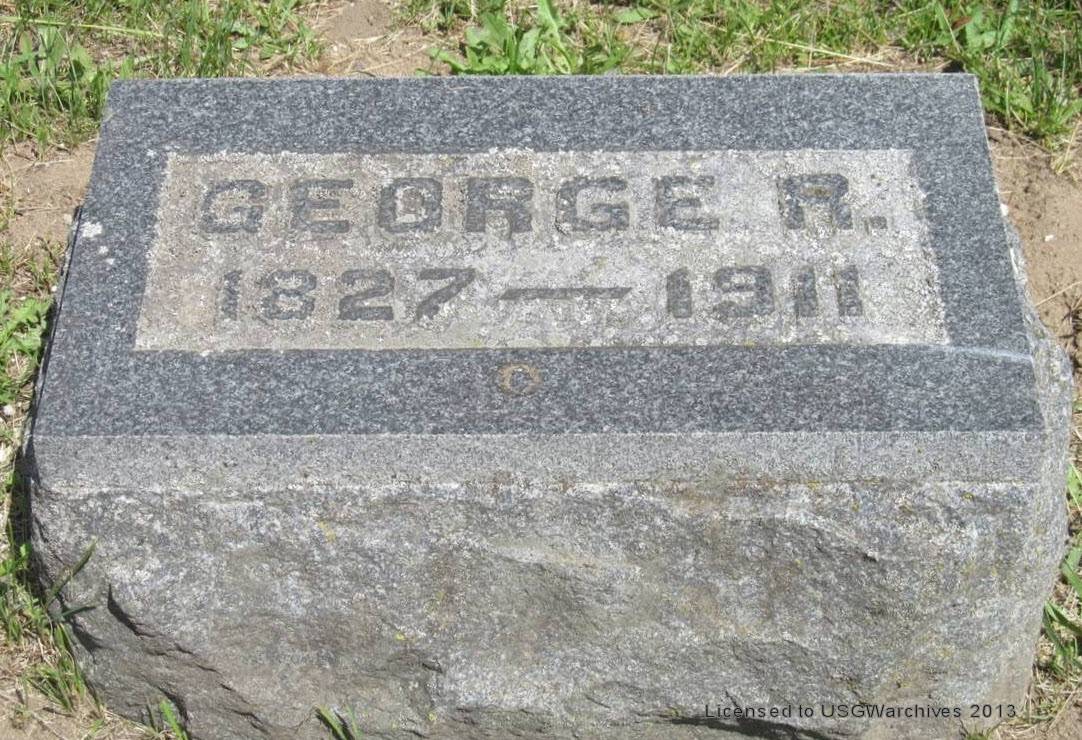 GEORGE R.
1827 — 1911
Licensed to USGWarchives 2013